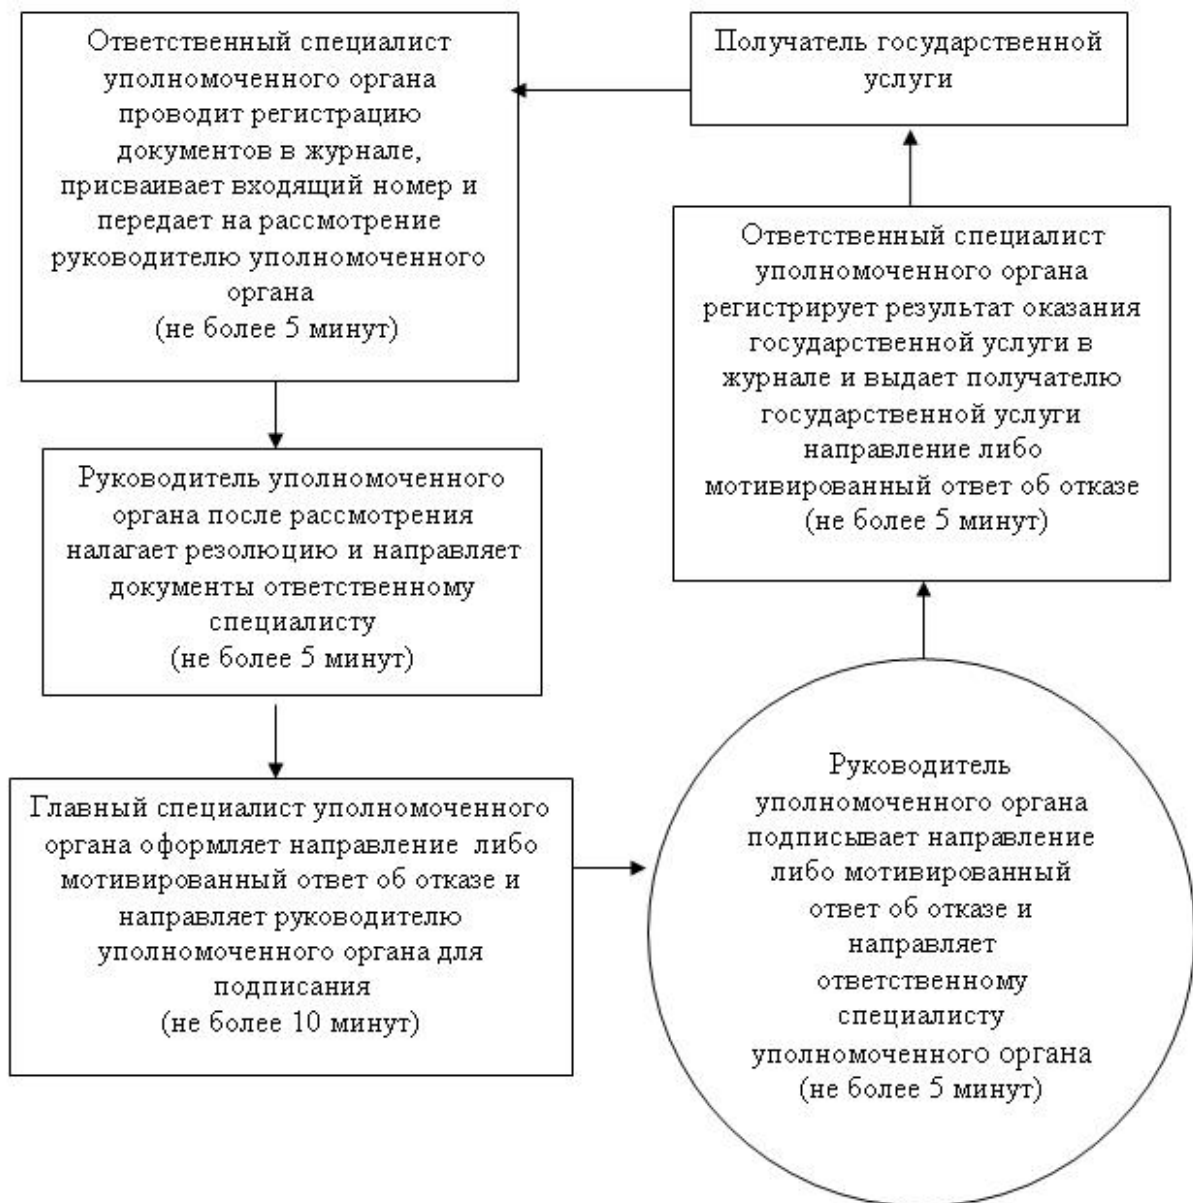 Ответственный специалист
уполномоченного органа
проводит регистрацию
документов в журнале,
присваивает входящий номер и
передает на рассмотрение
руководителю уполномоченного
органа
(не более 5 минут)
Получатель государственной
услуги
Ответственный специалист
уполномоченного органа
регистрирует результат оказания
государственной услуги в
журнале и выдает получателю
государственной услуги
направление либо
мотивированный ответ об отказе
(не более 5 минут)
Руководитель уполномоченного
органа после рассмотрения
налагает резолюцию и направляет
документы ответственному
специалисту
(не более 5 минут)
Главный специалист уполномоченного
органа оформляет направление либо
мотивированный ответ об отказе и
направляет руководителю
уполномоченного органа для
подписания
(не более 10 минут)
Руководитель
уполномоченного органа
подписывает направление
либо мотивированный
ответ об отказе и
направляет
ответственному
специалисту
уполномоченного органа
(не более 5 минут)